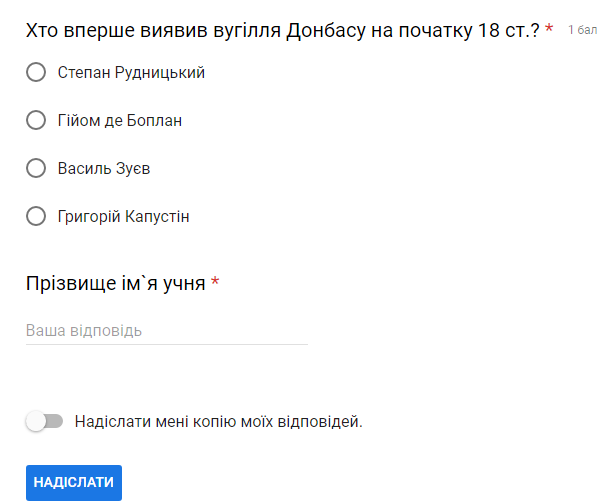 Хто вперше виявив вугілля Донбасу на початку 18 ст.? * 1 бал
Степан Рудницький
Гійом де Боплан
Василь Зуєв
Григорій Капустін
Прізвище ім`я учня *
Ваша відповідь
Надіслати мені копію моїх відповідей.
НАДІСЛАТИ